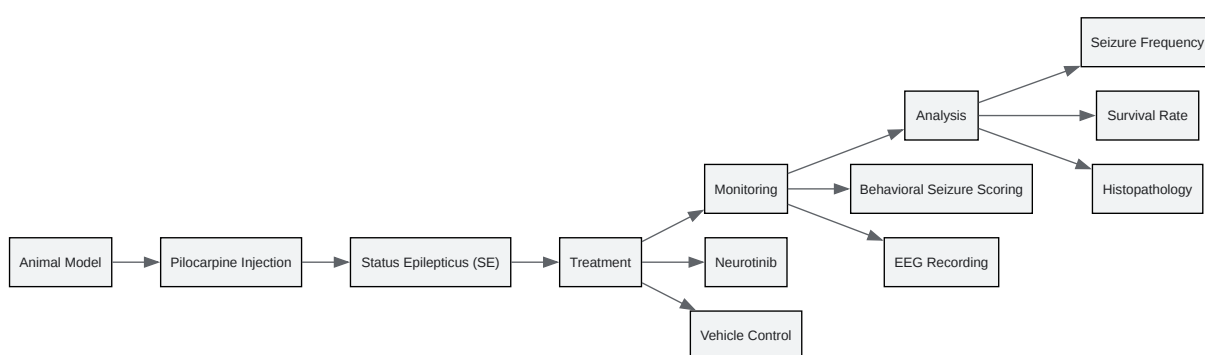 Seizure Frequency
Analysis
Survival Rate
Monitoring
Behavioral Seizure Scoring
Histopathology
Animal Model
Pilocarpine Injection
Status Epilepticus (SE)
Treatment
Neurotinib
EEG Recording
Vehicle Control